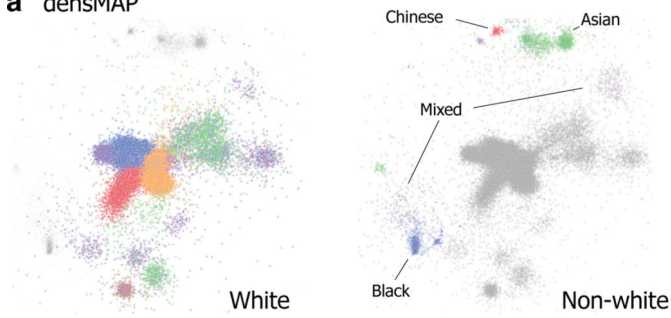 a densMAP
Chinese
Asian
Mixed
Black
White
Non-white